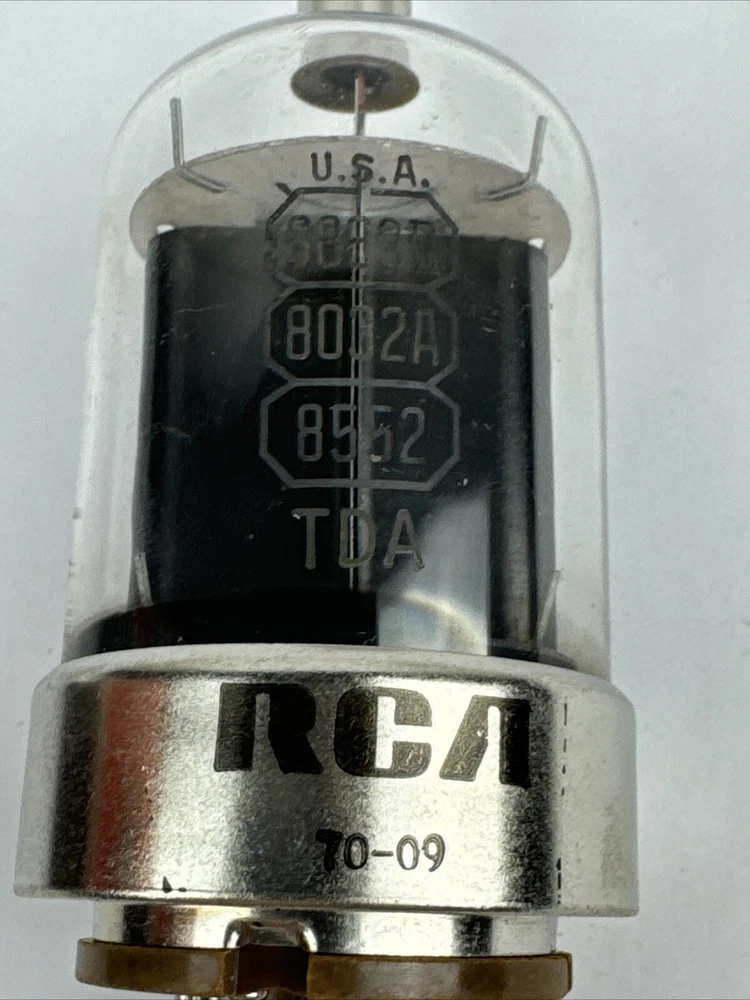 U.S.A.
8032A
8552
TDA
RCA
70-09